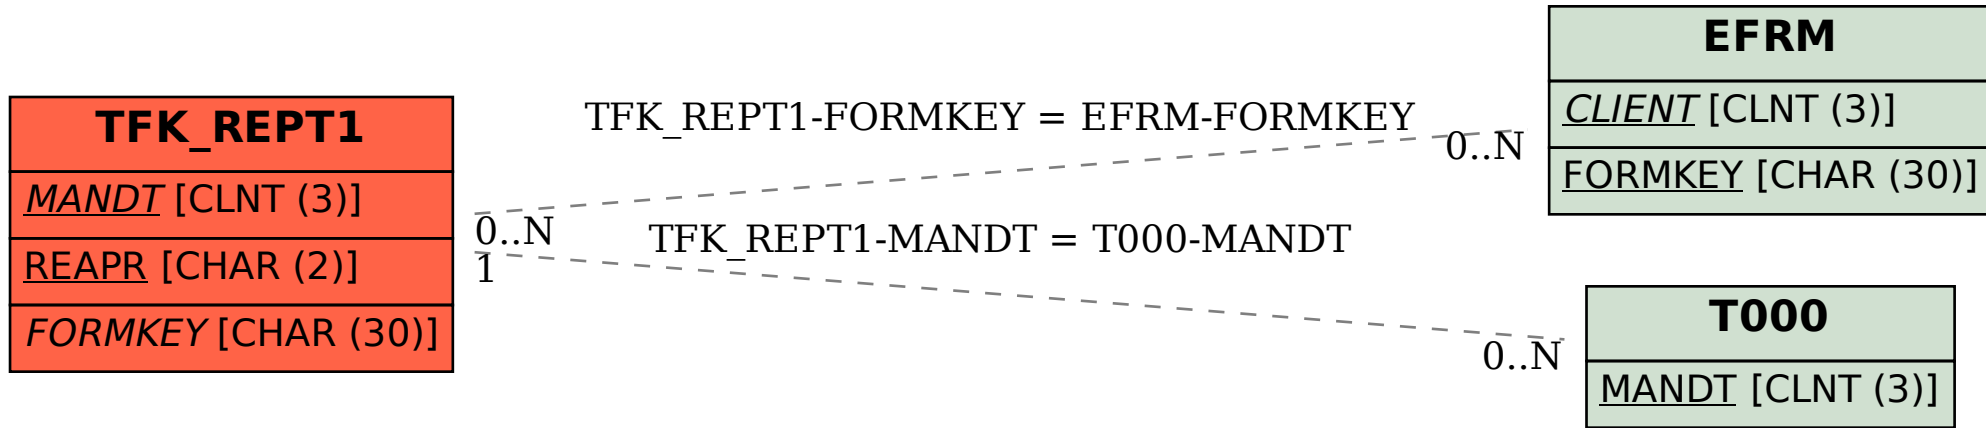 TFK_REPT1
MANDT [CLNT (3)]
REAPR [CHAR (2)]
FORMKEY [CHAR (30)]
TFK_REPT1-FORMKEY = EFRM-FORMKEY
0..N
0..N
TFK_REPT1-MANDT = T000-MANDT
1
0..N
EFRM
CLIENT [CLNT (3)]
FORMKEY [CHAR (30)]
T000
MANDT [CLNT (3)]